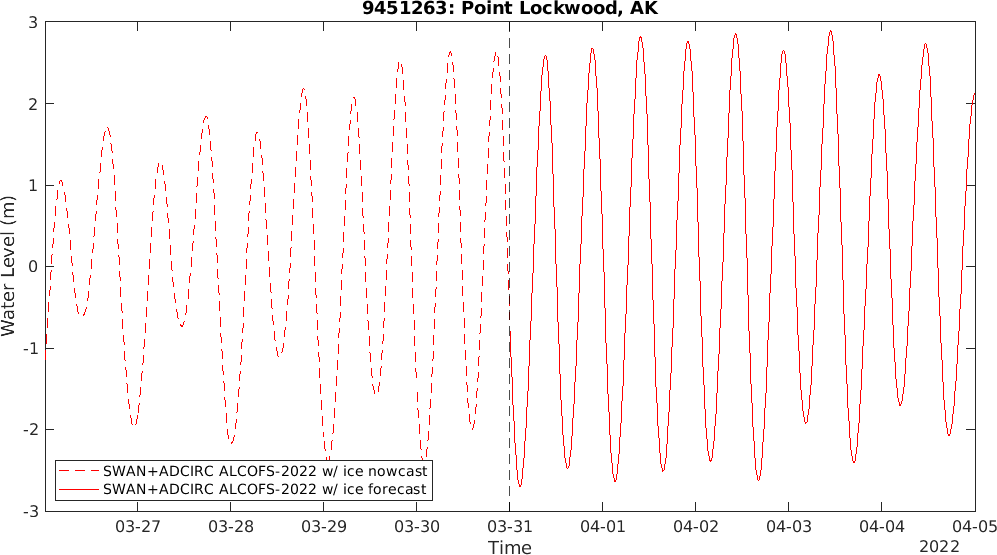 9451263: Point Lockwood, AK
Water Level (m)
3
2
1
0
-1
-2
-3
SWAN+ADCIRC ALCOFS-2022 w/ ice nowcast
SWAN+ADCIRC ALCOFS-2022 w/ ice forecast
03-27 03-28 03-29 03-30 03-31 04-01 04-02 04-03 04-04 04-05
Time
2022